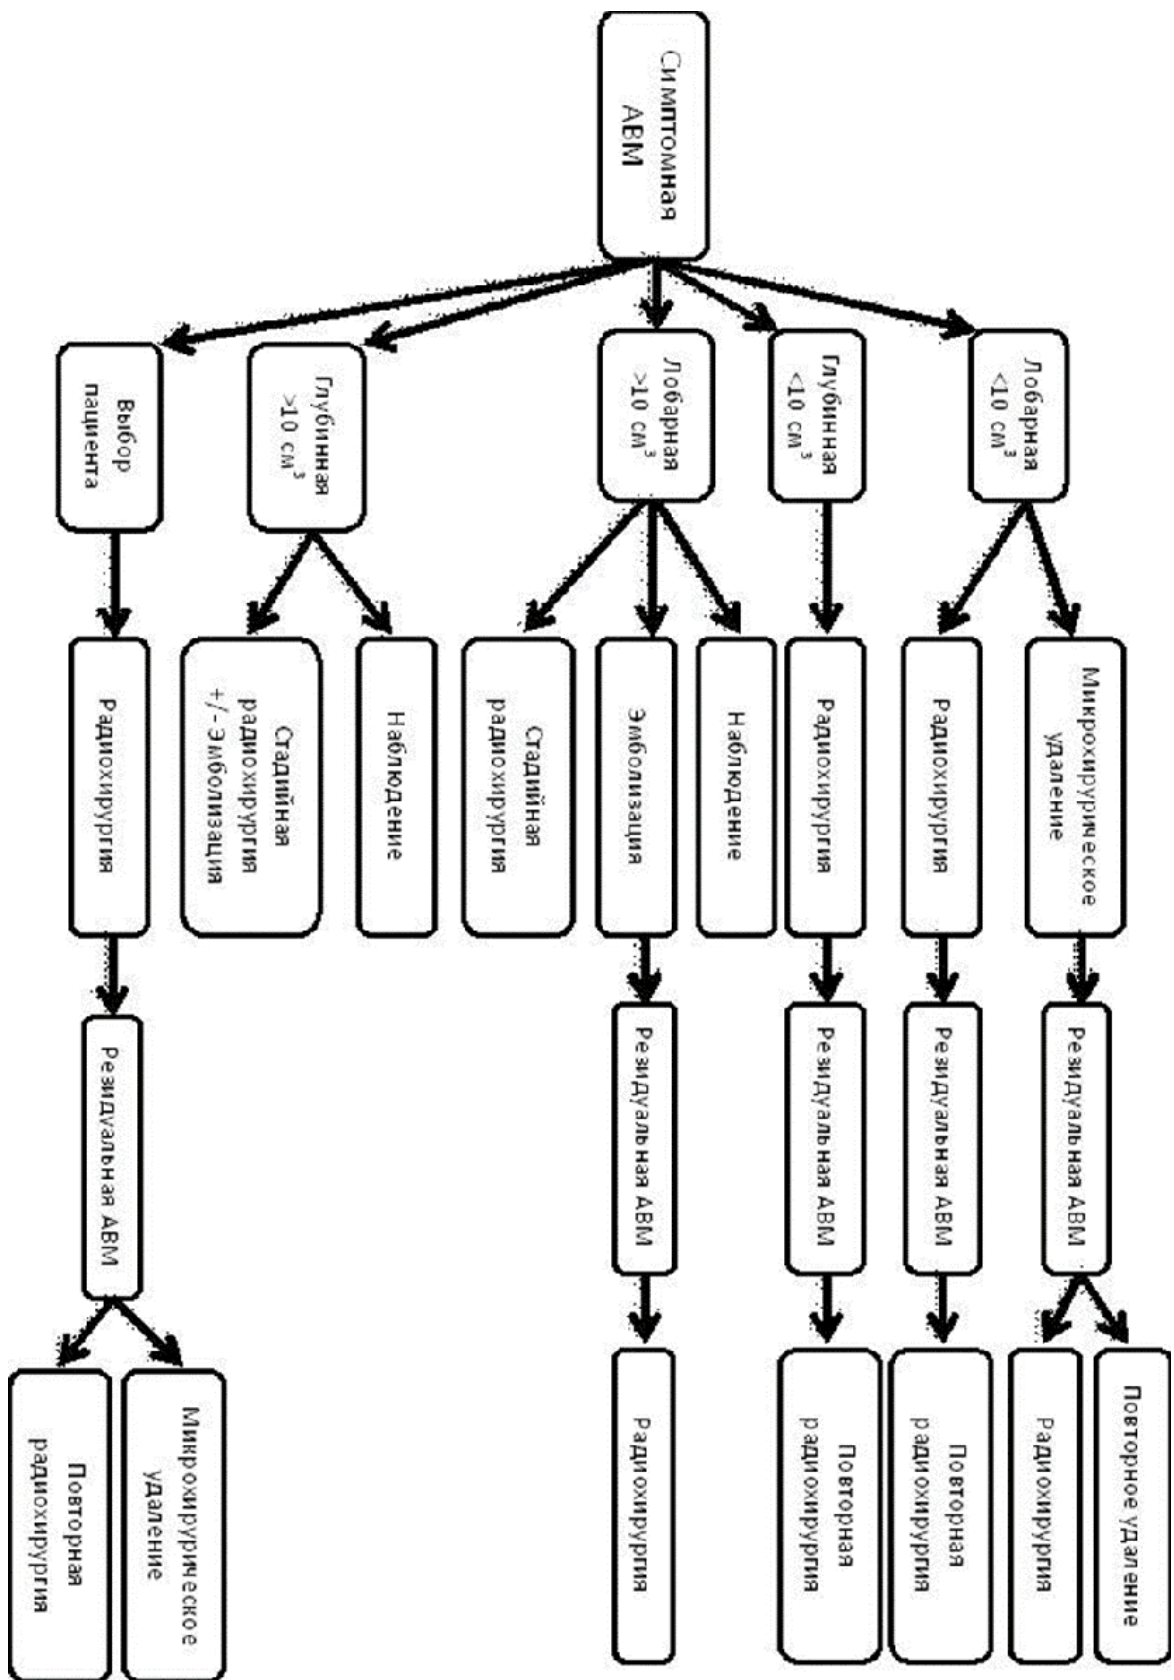 Симптомная
АВМ
Лобарная
<10 см³
Глубинная
<10 см³
Лобарная
>10 см³
Глубинная
>10 см³
Выбор
пациента
Микрохирурическое
удаление
Радиохирургия
Радиохирургия
Наблюдение
Эмболизация
Стадийная
радиохирургия
Наблюдение
Стадийная
радиохирургия
+/-Эмболизация
Радиохирургия
Резидуальная АВМ
Резидуальная АВМ
Резидуальная АВМ
Резидуальная АВМ
Резидуальная АВМ
Повторное удаление
Радиохирургия
Повторная
радиохирургия
Повторная
радиохирургия
Радиохирургия
Микрохирурическое
удаление
Повторная
радиохирургия